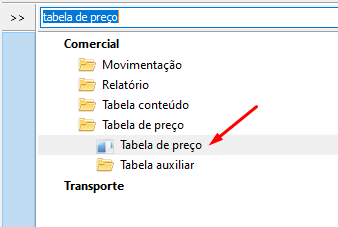 >> tabela de preço
Comercial
Movimentação
Relatório
Tabela conteúdo
Tabela de preço
Tabela de preço
Tabela auxiliar
Transporte